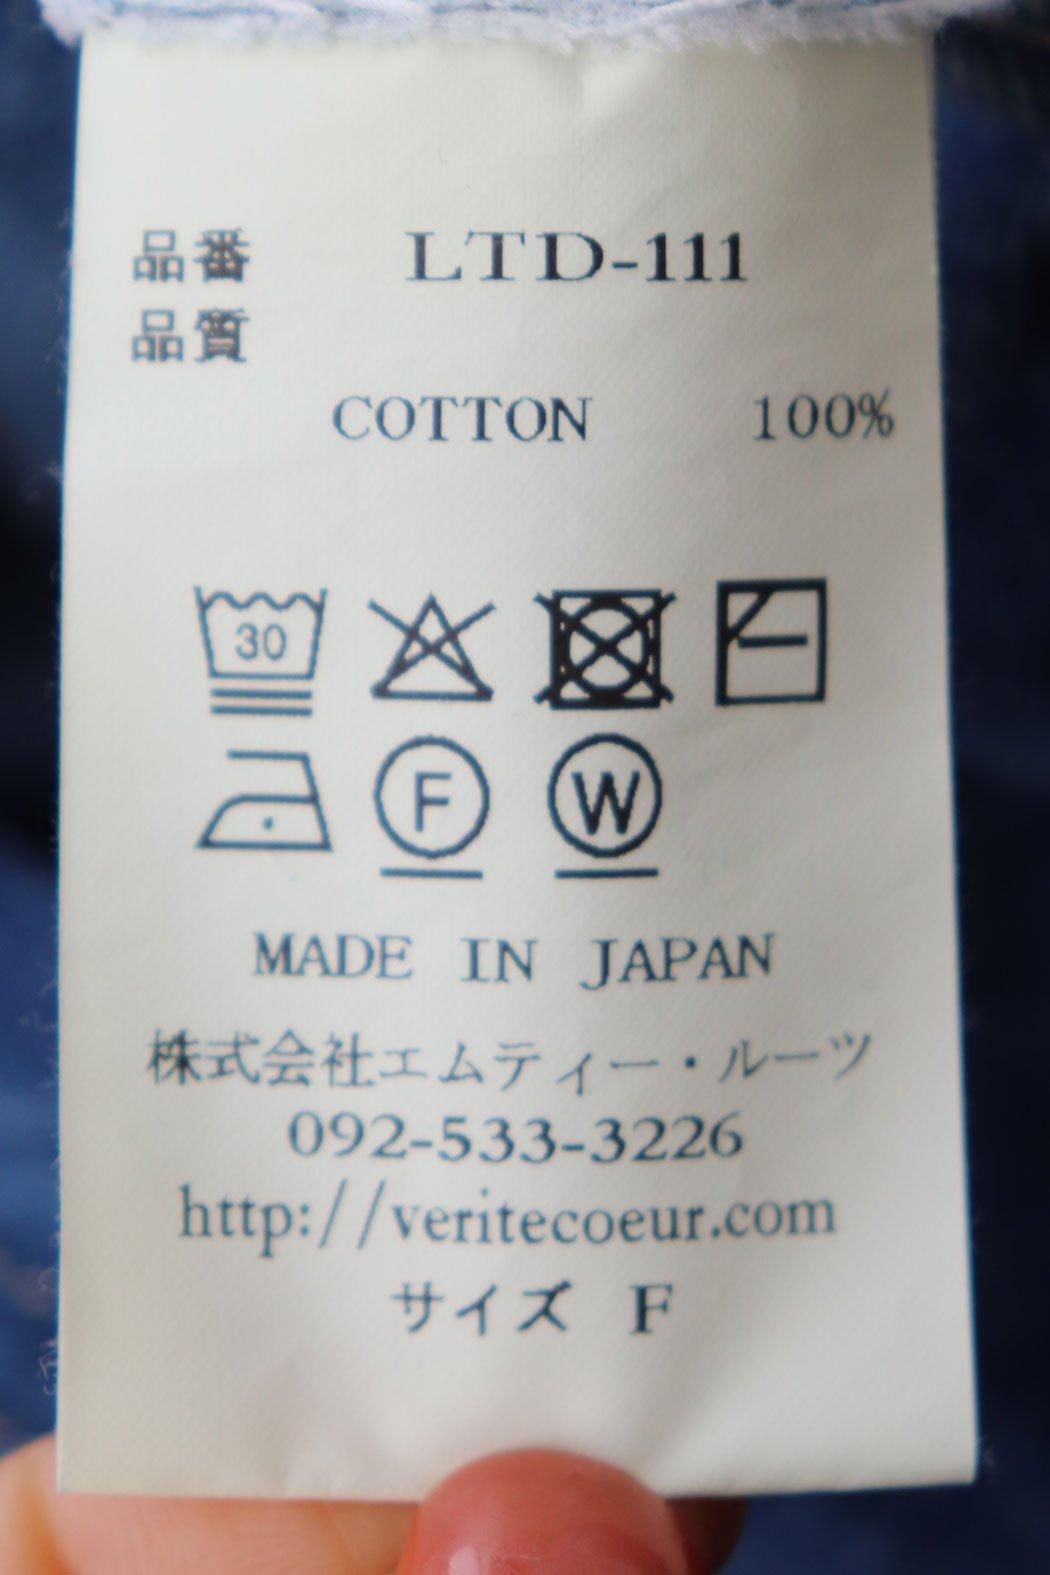 品番 LTD-111
品質
COTTON 100%
30
F W
MADE IN JAPAN
株式会社エムティー・ルーツ
092-533-3226
http://veritecoeur.com
サイズ F